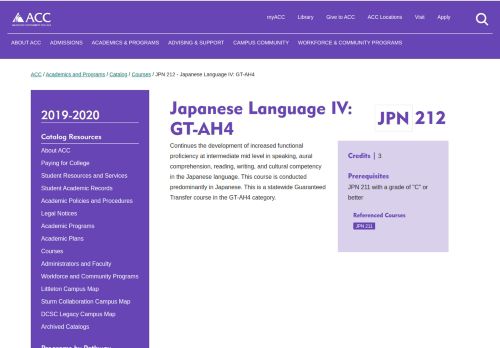 ACC
myACC Library Give to ACC ACC Locations Visit Apply
ABOUT ACC ADMISSIONS ACADEMICS & PROGRAMS ADVISING & SUPPORT CAMPUS COMMUNITY WORKFORCE & COMMUNITY PROGRAMS
ACC / Academics and Programs / Catalog / Courses / JPN 212 - Japanese Language IV: GT-AH4
2019-2020
Catalog Resources
About ACC
Paying for College
Student Resources and Services
Student Academic Records
Academic Policies and Procedures
Legal Notices
Academic Programs
Academic Plans
Courses
Administrators and Faculty
Workforce and Community Programs
Littleton Campus Map
Sturm Collaboration Campus Map
DCSC Legacy Campus Map
Archived Catalogs
Programs by Pathway
Japanese Language IV:
GT-AH4
JPN 212
Continues the development of increased functional
proficiency at intermediate mid level in speaking, aural
comprehension, reading, writing, and cultural competency
in the Japanese language. This course is conducted
predominantly in Japanese. This is a statewide Guaranteed
Transfer course in the GT-AH4 category.
Credits | 3
Prerequisites
JPN 211 with a grade of "C" or
better
Referenced Courses
JPN 211